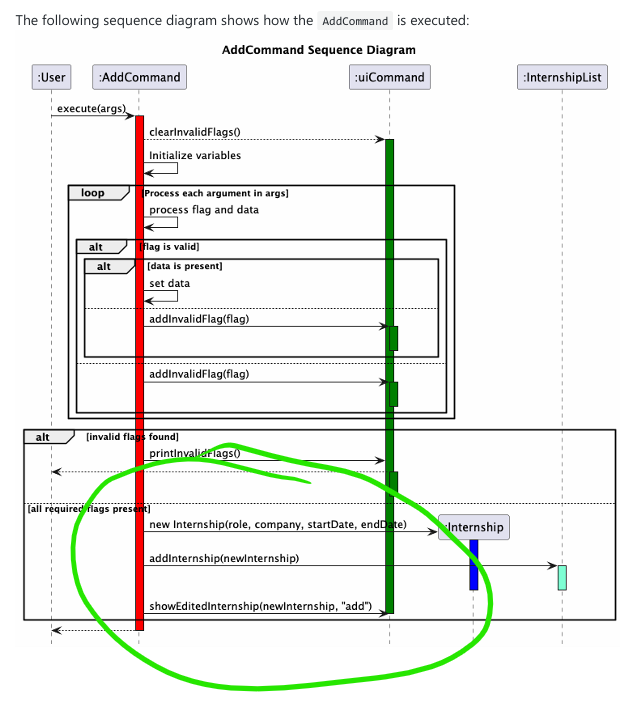 The following sequence diagram shows how the AddCommand is executed:
AddCommand Sequence Diagram
:User
:AddCommand
:uiCommand
:InternshipList
execute(args)
clearInvalidFlags()
Initialize variables
loop
[Process each argument in args]
process flag and data
alt
[flag is valid]
alt
[data is present]
set data
addInvalidFlag(flag)
addInvalidFlag(flag)
alt
[invalid flags found]
printInvalidFlags()
[all required flags present]
new Internship(role, company, startDate, endDate)
:Internship
addInternship(newInternship)
showEditedInternship(newInternship, "add")